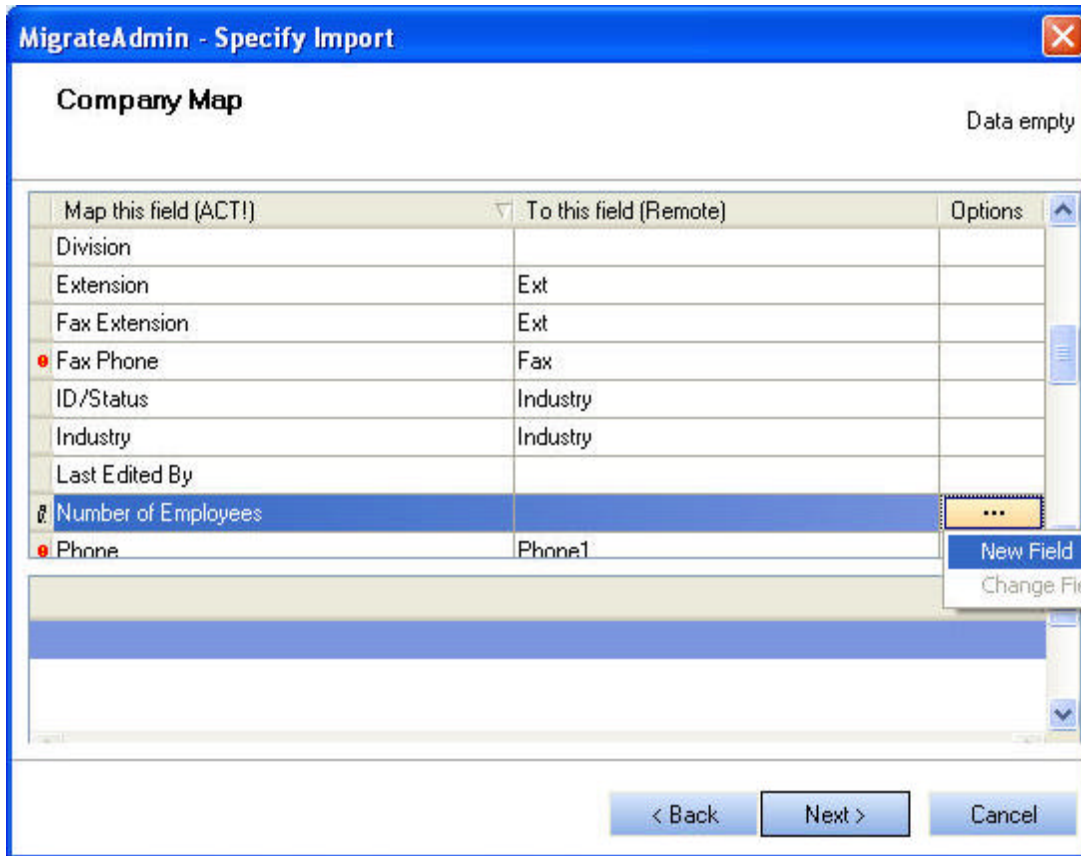 MigrateAdmin - Specify Import
Company Map
Data empty
Map this field (ACT!) To this field (Remote) Options
Division
Extension Ext
Fax Extension Ext
Fax Phone Fax
ID/Status Industry
Industry Industry
Last Edited By
Number of Employees ...
Phone Phone1
New Field
Change Fie
< Back Next > Cancel